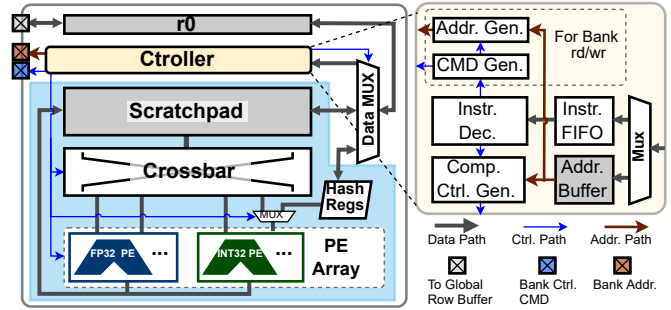 r0
Ctroller
Scratchpad
Crossbar
Data MUX
Hash
Regs
MUX
FP32 PE
...
INT32 PE
...
PE
Array
To Global
Row Buffer
Addr. Gen.
CMD Gen.
For Bank
rd/wr
Instr.
Dec.
Instr.
FIFO
Comp.
Ctrl. Gen.
Addr.
Buffer
Mux
Data Path
Ctrl. Path
Addr. Path
Bank Ctrl.
CMD
Bank Addr.